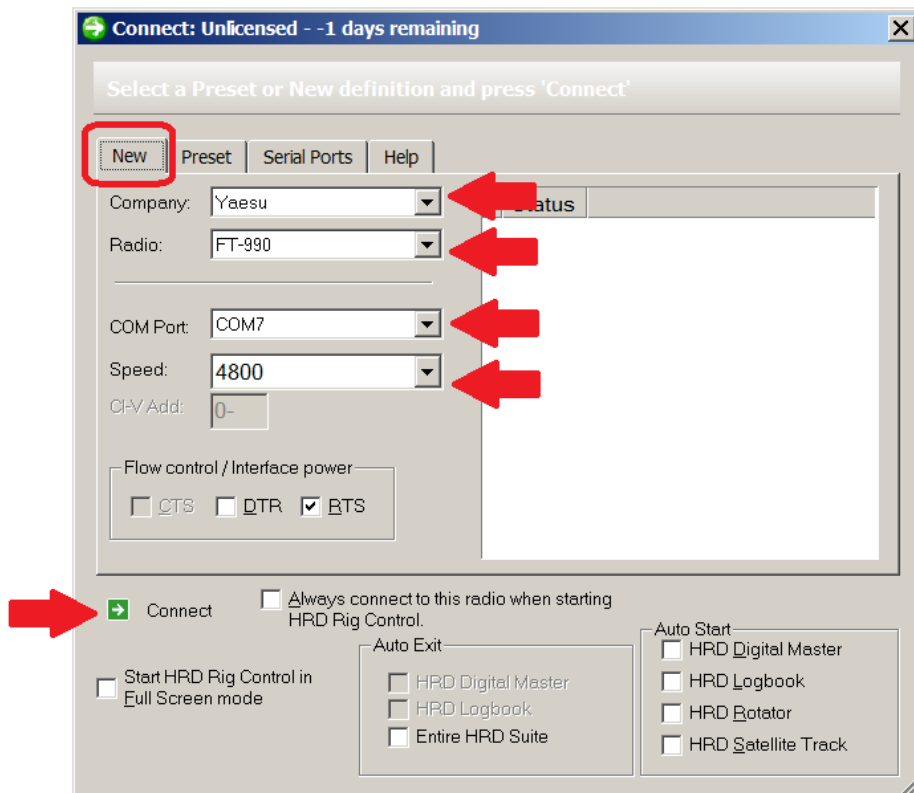 Connect: Unlicensed - -1 days remaining
Select a Preset or New definition and press 'Connect'
New Preset Serial Ports Help
Company: Yaesu
Status
Radio: FT-990
COM Port: COM7
Speed: 4800
CI-V Add: 0-
Flow control / Interface power
CTS DTR RTS
Connect
Always connect to this radio when starting
HRD Rig Control.
Start HRD Rig Control in
Full Screen mode
Auto Exit
HRD Digital Master
HRD Logbook
Entire HRD Suite
Auto Start
HRD Digital Master
HRD Logbook
HRD Rotator
HRD Satellite Track